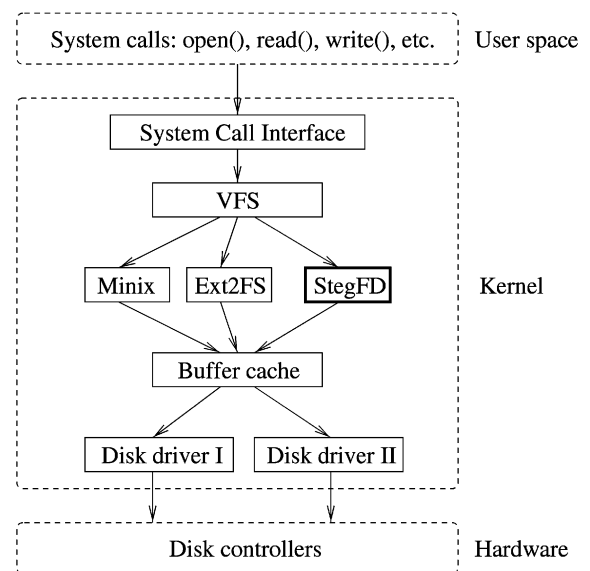 System calls: open(), read(), write(), etc.
User space
System Call Interface
VFS
Minix
Ext2FS
StegFD
Kernel
Buffer cache
Disk driver I
Disk driver II
Disk controllers
Hardware